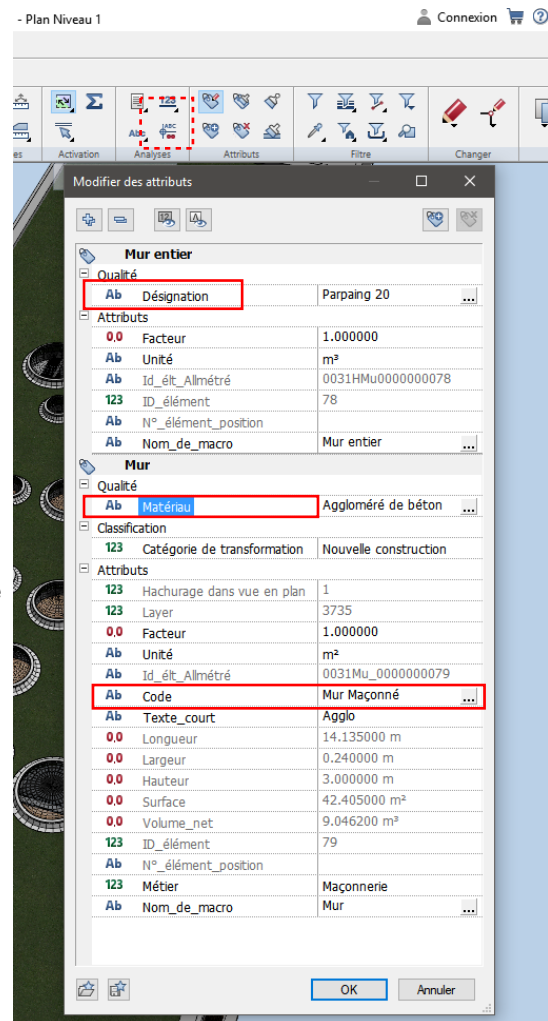 - Plan Niveau 1
Connexion
es Activation Analyses Attributs Filtre Changer
Modifier des attributs
Mur entier
Qualité
Ab Désignation Parpaing 20 ...
Attributs
0,0 Facteur 1.000000
Ab Unité m³
Ab Id_élt_Allmétré 0031HMu0000000078
123 ID_élément 78
Ab N°_élément_position
Ab Nom_de_macro Mur entier ...
Mur
Qualité
Ab Matériau Aggloméré de béton ...
Classification
123 Catégorie de transformation Nouvelle construction
Attributs
123 Hachurage dans vue en plan 1
123 Layer 3735
0,0 Facteur 1.000000
Ab Unité m²
Ab Id_élt_Allmétré 0031Mu_0000000079
Ab Code Mur Maçonné ...
Ab Texte_court Agglo
0,0 Longueur 14.135000 m
0,0 Largeur 0.240000 m
0,0 Hauteur 3.000000 m
0,0 Surface 42.405000 m²
0,0 Volume_net 9.046200 m³
123 ID_élément 79
Ab N°_élément_position
123 Métier Maçonnerie
Ab Nom_de_macro Mur ...
OK Annuler